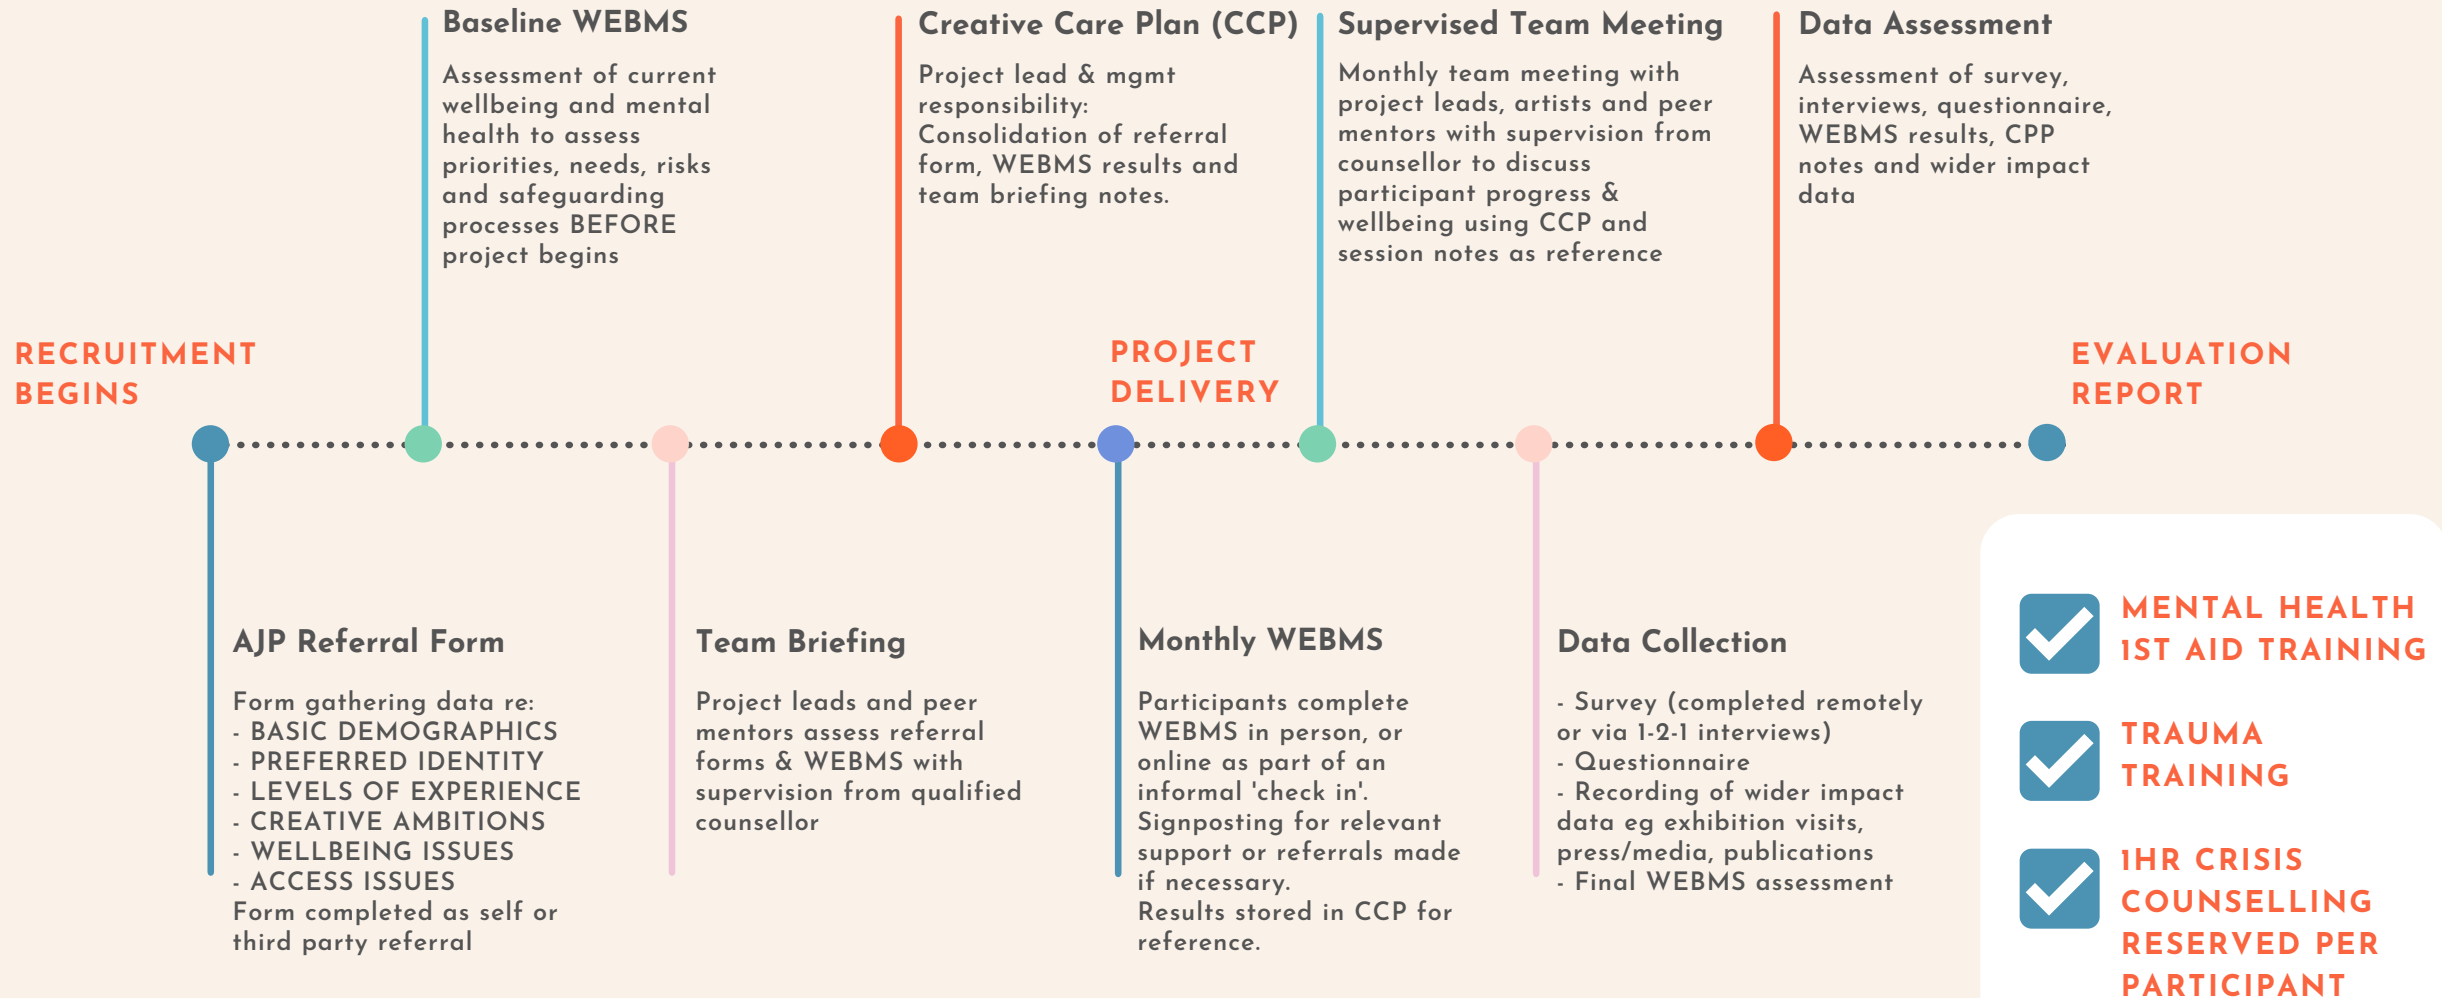 Baseline WEBMS
Assessment of current
wellbeing and mental
health to assess
priorities, needs, risks
and safeguarding
processes BEFORE
project begins
Creative Care Plan (CCP)
Project lead & mgmt
responsibility:
Consolidation of referral
form, WEBMS results and
team briefing notes.
Supervised Team Meeting
Monthly team meeting with
project leads, artists and peer
mentors with supervision from
counsellor to discuss
participant progress &
wellbeing using CCP and
session notes as reference
Data Assessment
Assessment of survey,
interviews, questionnaire,
WEBMS results, CPP
notes and wider impact
data
RECRUITMENT
BEGINS
PROJECT
DELIVERY
EVALUATION
REPORT
AJP Referral Form
Form gathering data re:
- BASIC DEMOGRAPHICS
- PREFERRED IDENTITY
- LEVELS OF EXPERIENCE
- CREATIVE AMBITIONS
- WELLBEING ISSUES
- ACCESS ISSUES
Form completed as self or
third party referral
Team Briefing
Project leads and peer
mentors assess referral
forms & WEBMS with
supervision from qualified
counsellor
Monthly WEBMS
Participants complete
WEBMS in person, or
online as part of an
informal 'check in'.
Signposting for relevant
support or referrals made
if necessary.
Results stored in CCP for
reference.
Data Collection
- Survey (completed remotely
or via 1-2-1 interviews)
- Questionnaire
- Recording of wider impact
data eg exhibition visits,
press/media, publications
- Final WEBMS assessment
MENTAL HEALTH
1ST AID TRAINING
TRAUMA
TRAINING
1HR CRISIS
COUNSELLING
RESERVED PER
PARTICIPANT